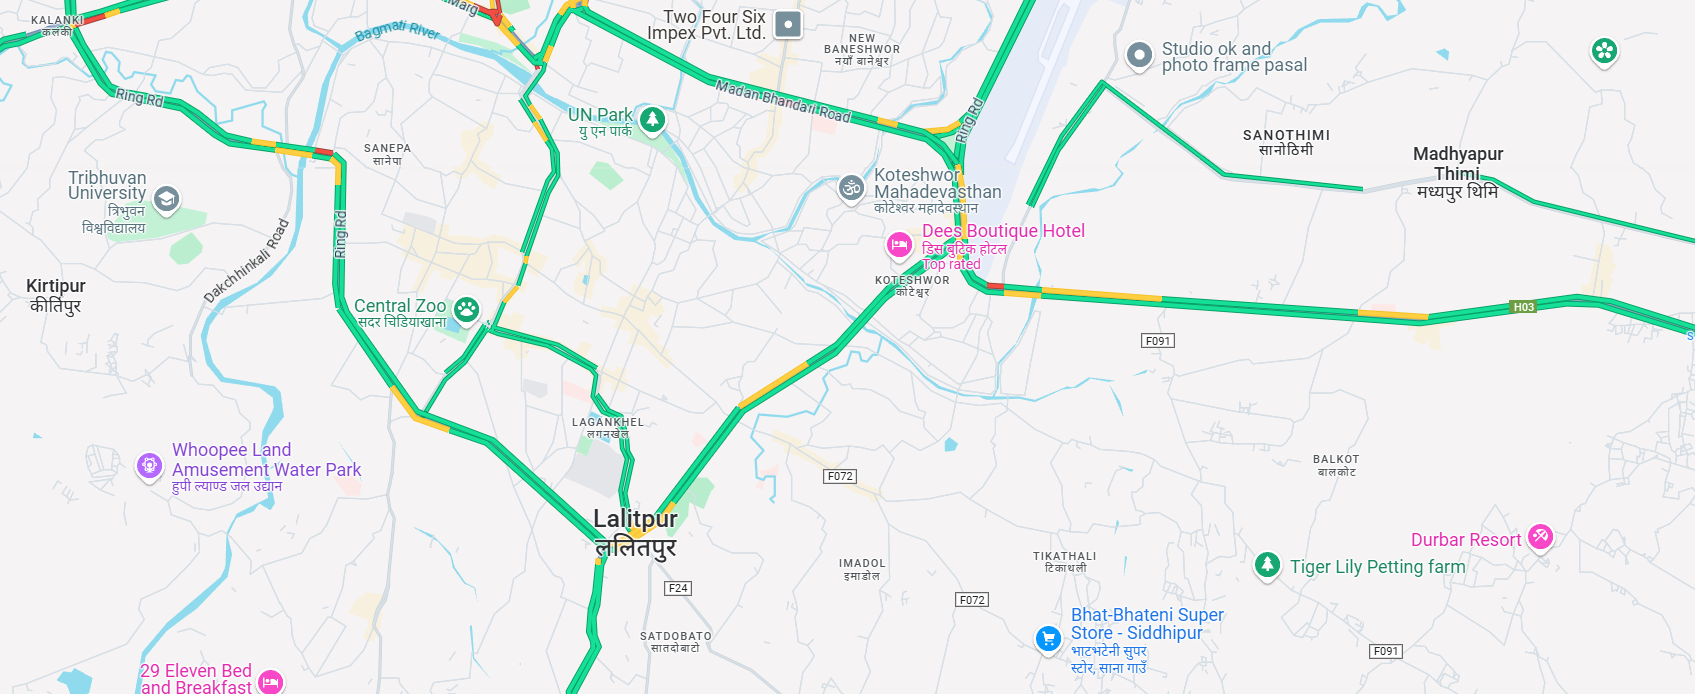 Marg
KALANKI
कलंकी
Bagmati River
Two Four Six
Impex Pvt. Ltd.
NEW
BANESHWOR
नयाँ बानेश्वर
Studio ok and
photo frame pasal
Ring Rd
Madan Bhandari Road
Ring Rd
UN Park
यु एन पार्क
SANOTHIMI
सानोठिमी
Madhyapur
Thimi
मध्यपुर थिमि
SANEPA
सानेपा
Tribhuvan
University
त्रिभुवन
विश्वविद्यालय
Koteshwor
Mahadevasthan
कोटेश्वर महादेवस्थान
Ring Rd
Dakchhinkali Road
Dees Boutique Hotel
डिस बुटिक होटल
Top rated
KOTESHWOR
कोटेश्वर
Kirtipur
कीर्तिपुर
Central Zoo
सदर चिडियाखाना
H03
F091
LAGANKHEL
लगनखेल
Whoopee Land
Amusement Water Park
हुपी ल्याण्ड जल उद्यान
BALKOT
बालकोट
F072
Lalitpur
ललितपुर
Durbar Resort
TIKATHALI
टिकाथली
Tiger Lily Petting farm
IMADOL
इमाडोल
F24
F072
Bhat-Bhateni Super
Store - Siddhipur
भाटभटेनी सुपर
स्टोर, साना गाउँ
SATDOBATO
सातदोबाटो
F091
29 Eleven Bed
and Breakfast